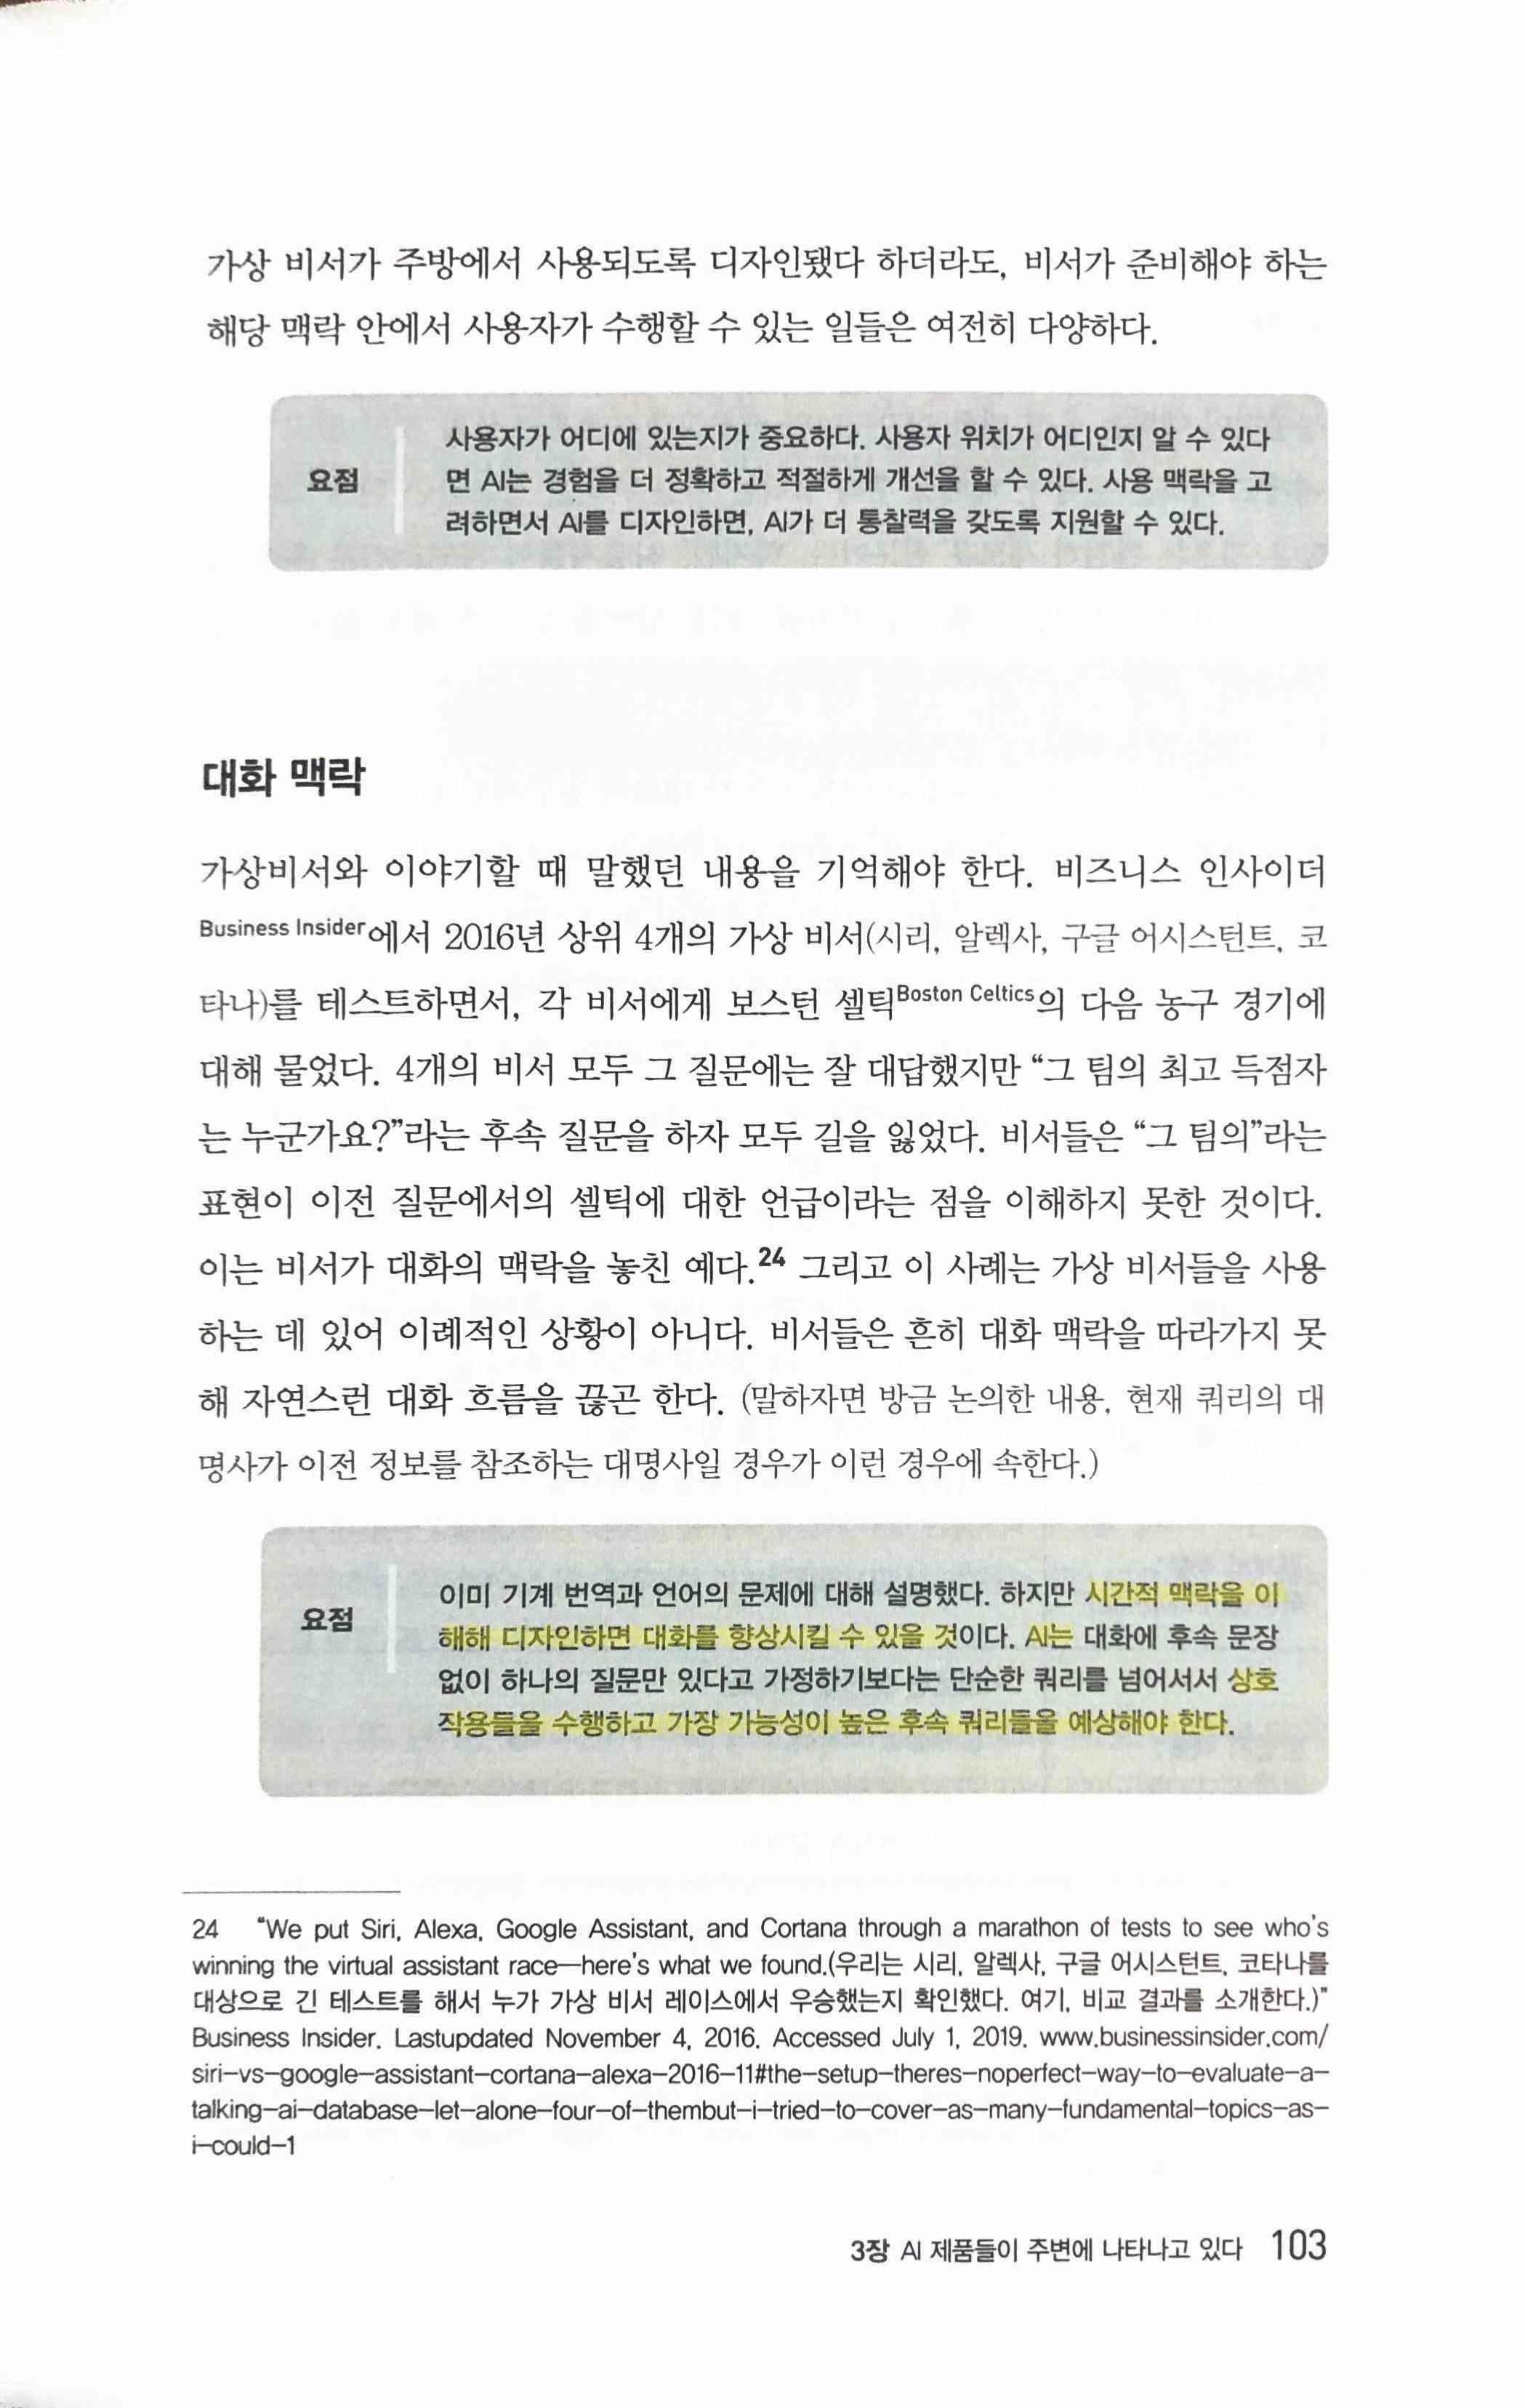 가상 비서가 주방에서 사용되도록 디자인됐다 하더라도, 비서가 준비해야 하는
해당 맥락 안에서 사용자가 수행할 수 있는 일들은 여전히 다양하다.
요점
사용자가 어디에 있는지가 중요하다. 사용자 위치가 어디인지 알 수 있다
면 AI는 경험을 더 정확하고 적절하게 개선을 할 수 있다. 사용 맥락을 고
려하면서 AI를 디자인하면, AI가 더 통찰력을 갖도록 지원할 수 있다.
대화 맥락
가상비서와 이야기할 때 말했던 내용을 기억해야 한다. 비즈니스 인사이더
Business Insider에서 2016년 상위 4개의 가상 비서(시리, 알렉사, 구글 어시스턴트, 코
타나)를 테스트하면서, 각 비서에게 보스턴 셀틱Boston Celtics의 다음 농구 경기에
대해 물었다. 4개의 비서 모두 그 질문에는 잘 대답했지만 “그 팀의 최고 득점자
는 누군가요?”라는 후속 질문을 하자 모두 길을 잃었다. 비서들은 “그 팀의”라는
표현이 이전 질문에서의 셀틱에 대한 언급이라는 점을 이해하지 못한 것이다.
이는 비서가 대화의 맥락을 놓친 예다.24 그리고 이 사례는 가상 비서들을 사용
하는 데 있어 이례적인 상황이 아니다. 비서들은 흔히 대화 맥락을 따라가지 못
해 자연스런 대화 흐름을 끊곤 한다. (말하자면 방금 논의한 내용, 현재 쿼리의 대
명사가 이전 정보를 참조하는 대명사일 경우가 이런 경우에 속한다.)
요점
이미 기계 번역과 언어의 문제에 대해 설명했다. 하지만 시간적 맥락을 이
해해 디자인하면 대화를 향상시킬 수 있을 것이다. AI는 대화에 후속 문장
없이 하나의 질문만 있다고 가정하기보다는 단순한 쿼리를 넘어서서 상호
작용들을 수행하고 가장 가능성이 높은 후속 쿼리들을 예상해야 한다.
24 “We put Siri, Alexa, Google Assistant, and Cortana through a marathon of tests to see who's
winning the virtual assistant race—here's what we found.(우리는 시리, 알렉사, 구글 어시스턴트, 코타나를
대상으로 긴 테스트를 해서 누가 가상 비서 레이스에서 우승했는지 확인했다. 여기, 비교 결과를 소개한다.)”
Business Insider. Lastupdated November 4, 2016. Accessed July 1, 2019. www.businessinsider.com/
siri-vs-google-assistant-cortana-alexa-2016-11#the-setup-theres-noperfect-way-to-evaluate-a-
talking-ai-database-let-alone-four-of-thembut-i-tried-to-cover-as-many-fundamental-topics-as-
i-could-1
3장 AI 제품들이 주변에 나타나고 있다 103